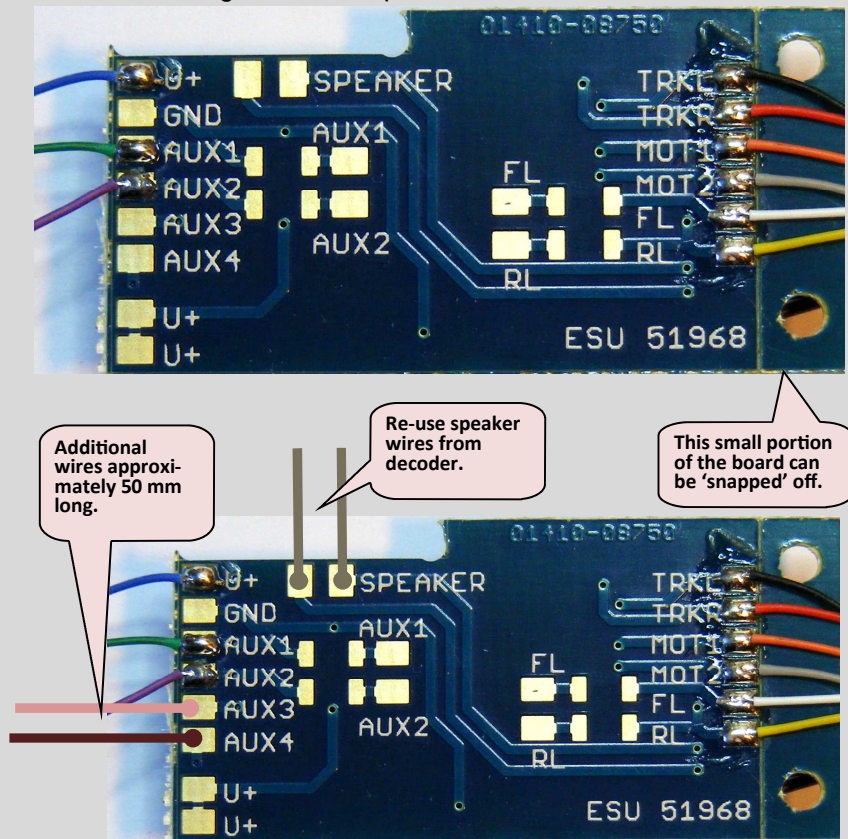 01410-08750
U+
SPEAKER
TRKL
GND
TRKR
AUX1
AUX1
MOT1
AUX2
FL
MOT2
AUX3
FL
AUX2
AUX4
RL
RL
U+
ESU 51968
U+
Additional
wires approxi-
mately 50 mm
long.
Re-use speaker
wires from
decoder.
This small portion
of the board can
be ‘snapped’ off.
01410-08750
U+
SPEAKER
TRKL
GND
TRKR
AUX1
AUX1
MOT1
AUX2
FL
MOT2
AUX3
FL
AUX2
AUX4
RL
RL
U+
ESU 51968
U+